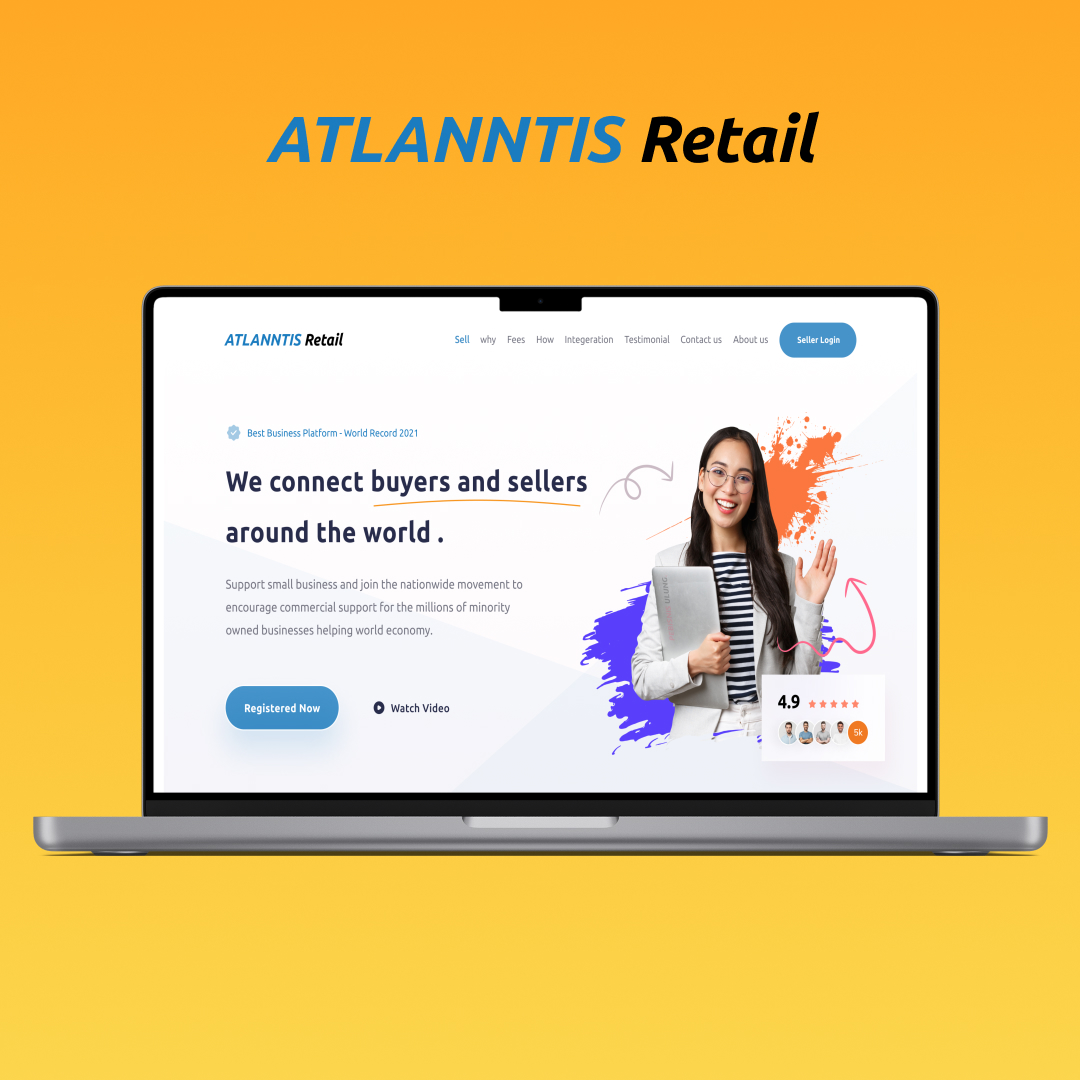 ATLANNTIS Retail
ATLANNTIS Retail
Sell why Fees How Integeration Testimonial Contact us About us Seller Login
Best Business Platform - World Record 2021
We connect buyers and sellers
around the world .
Support small business and join the nationwide movement to
encourage commercial support for the millions of minority
owned businesses helping world economy.
Registered Now Watch Video
4.9
5k